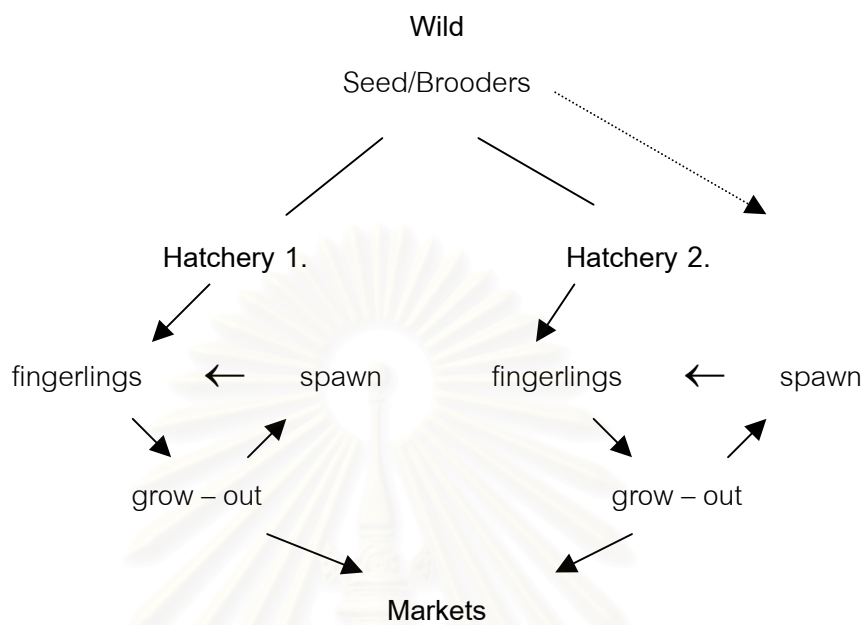 Wild
Seed/Brooders
Hatchery 1. Hatchery 2.
fingerlings ← spawn fingerlings ← spawn
grow – out grow – out
Markets